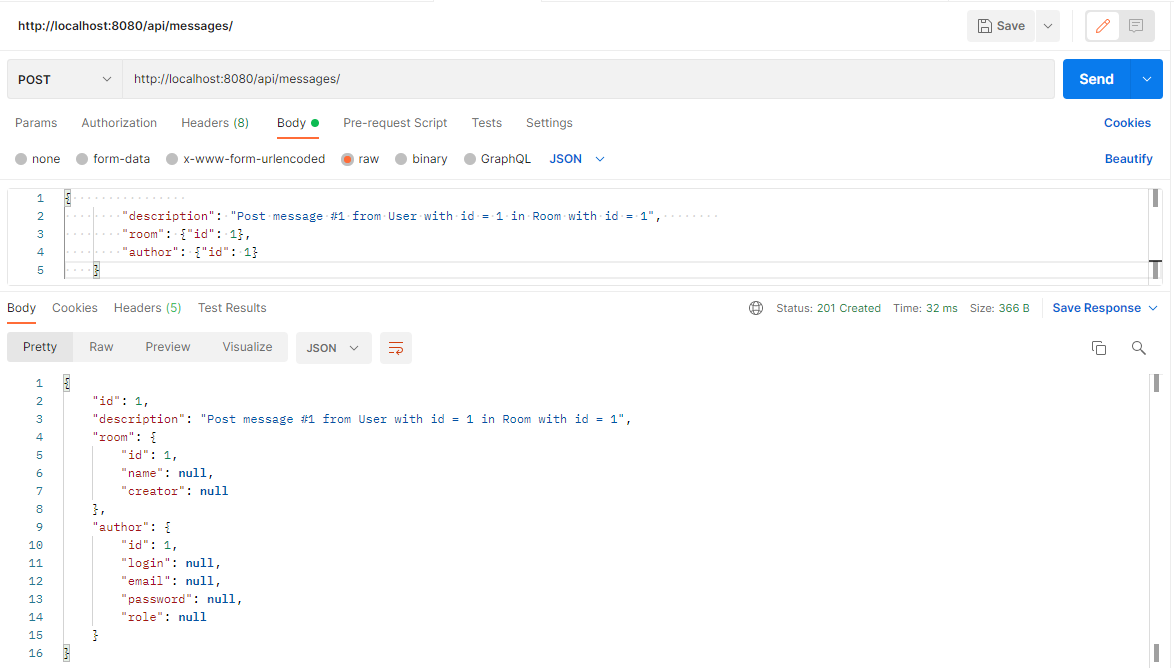 http://localhost:8080/api/messages/ Save
POST http://localhost:8080/api/messages/ Send
Params Authorization Headers (8) Body Pre-request Script Tests Settings Cookies
none form-data x-www-form-urlencoded raw binary GraphQL JSON Beautify
1 {
2 "description": "Post message #1 from User with id = 1 in Room with id = 1",
3 "room": {"id": 1},
4 "author": {"id": 1}
5 }
Body Cookies Headers (5) Test Results Status: 201 Created Time: 32 ms Size: 366 B Save Response
Pretty Raw Preview Visualize JSON
1 {
2 "id": 1,
3 "description": "Post message #1 from User with id = 1 in Room with id = 1",
4 "room": {
5 "id": 1,
6 "name": null,
7 "creator": null
8 },
9 "author": {
10 "id": 1,
11 "login": null,
12 "email": null,
13 "password": null,
14 "role": null
15 }
16 }